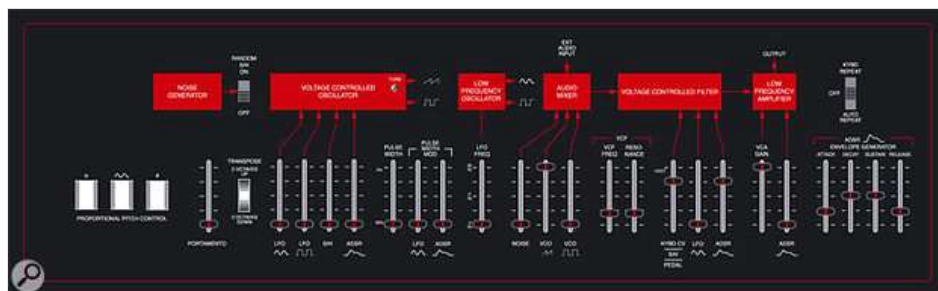 RANDOM
S/H
ON
OFF
NOISE
GENERATOR
VOLTAGE CONTROLLED
OSCILLATOR
TUNE
LOW
FREQUENCY
OSCILLATOR
EXT
AUDIO
INPUT
AUDIO
MIXER
VOLTAGE CONTROLLED FILTER
OUTPUT
LOW
FREQUENCY
AMPLIFIER
KYBD
REPEAT
OFF
AUTO
REPEAT
PROPORTIONAL PITCH CONTROL
PORTAMENTO
TRANSPOSE
2 OCTAVES
UP
2 OCTAVES
DOWN
LFO
LFO
S/H
ADSR
PULSE
WIDTH
PULSE
WIDTH
MOD
LFO
ADSR
LFO
FREQ
NOISE
VCO
VCO
VCF
VCF
FREQ
RESO
NANCE
KYBD CV
S/H
PEDAL
LFO
ADSR
VCA
GAIN
ADSR
ENVELOPE GENERATOR
ATTACK
DECAY
SUSTAIN
RELEASE